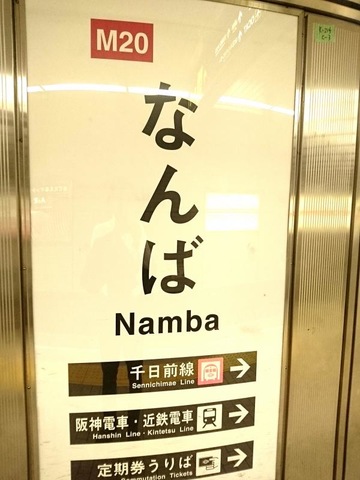 M20
なんば
Namba
千日前線
Sennichimae Line
阪神電車・近鉄電車
Hanshin Line・Kintetsu Line
定期券うりば
Commutation Tickets